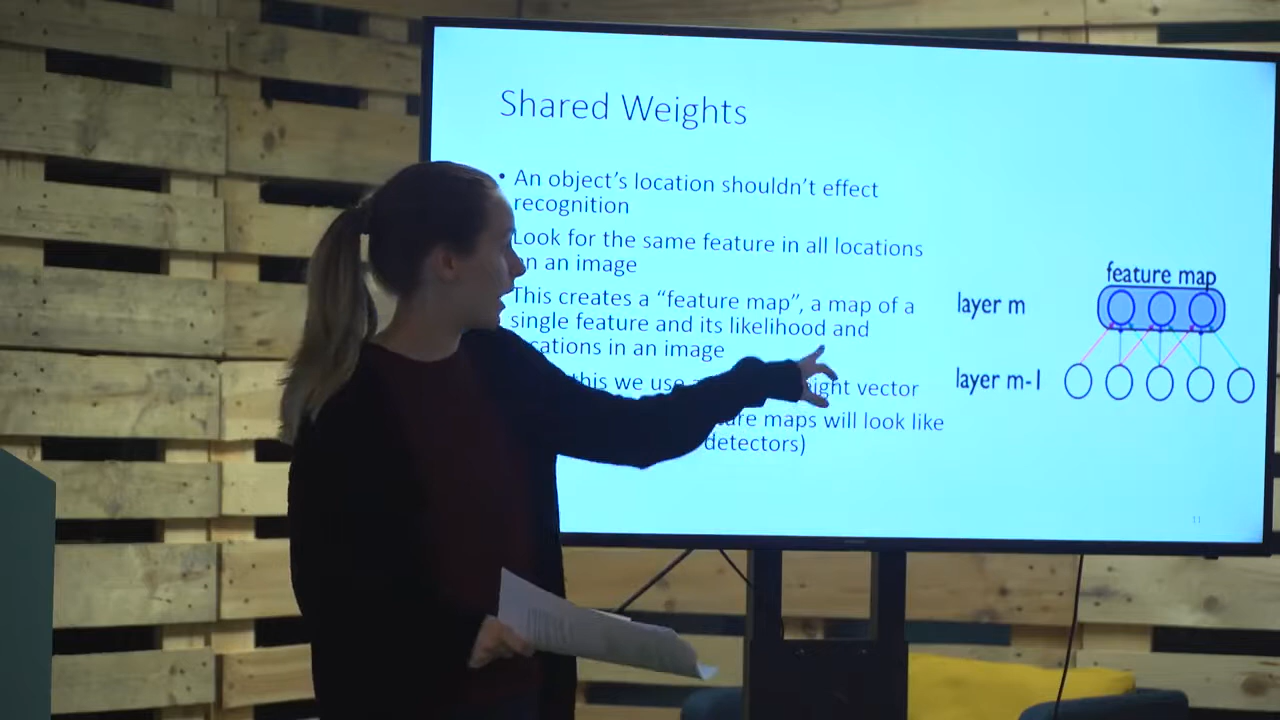 Shared Weights
• An object's location shouldn't effect
recognition
Look for the same feature in all locations
an image
This creates a “feature map”, a map of a
single feature and its likelihood and
in an image
this we use vector
maps will look like
detectors)
feature map
layer m
layer m-1
11